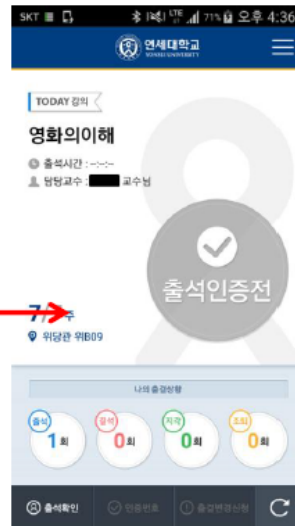 SKT LTE 71% 오후 4:36
연세대학교
YONSEI UNIVERSITY
TODAY 강의
영화의이해
출석시간 : --:--
담당교수 : 교수님
출석인증전
7/ 주
위당관 위B09
나의 출결현황
출석 결석 지각 조퇴
1회 0회 0회 0회
출석확인 인증번호 출결변경신청